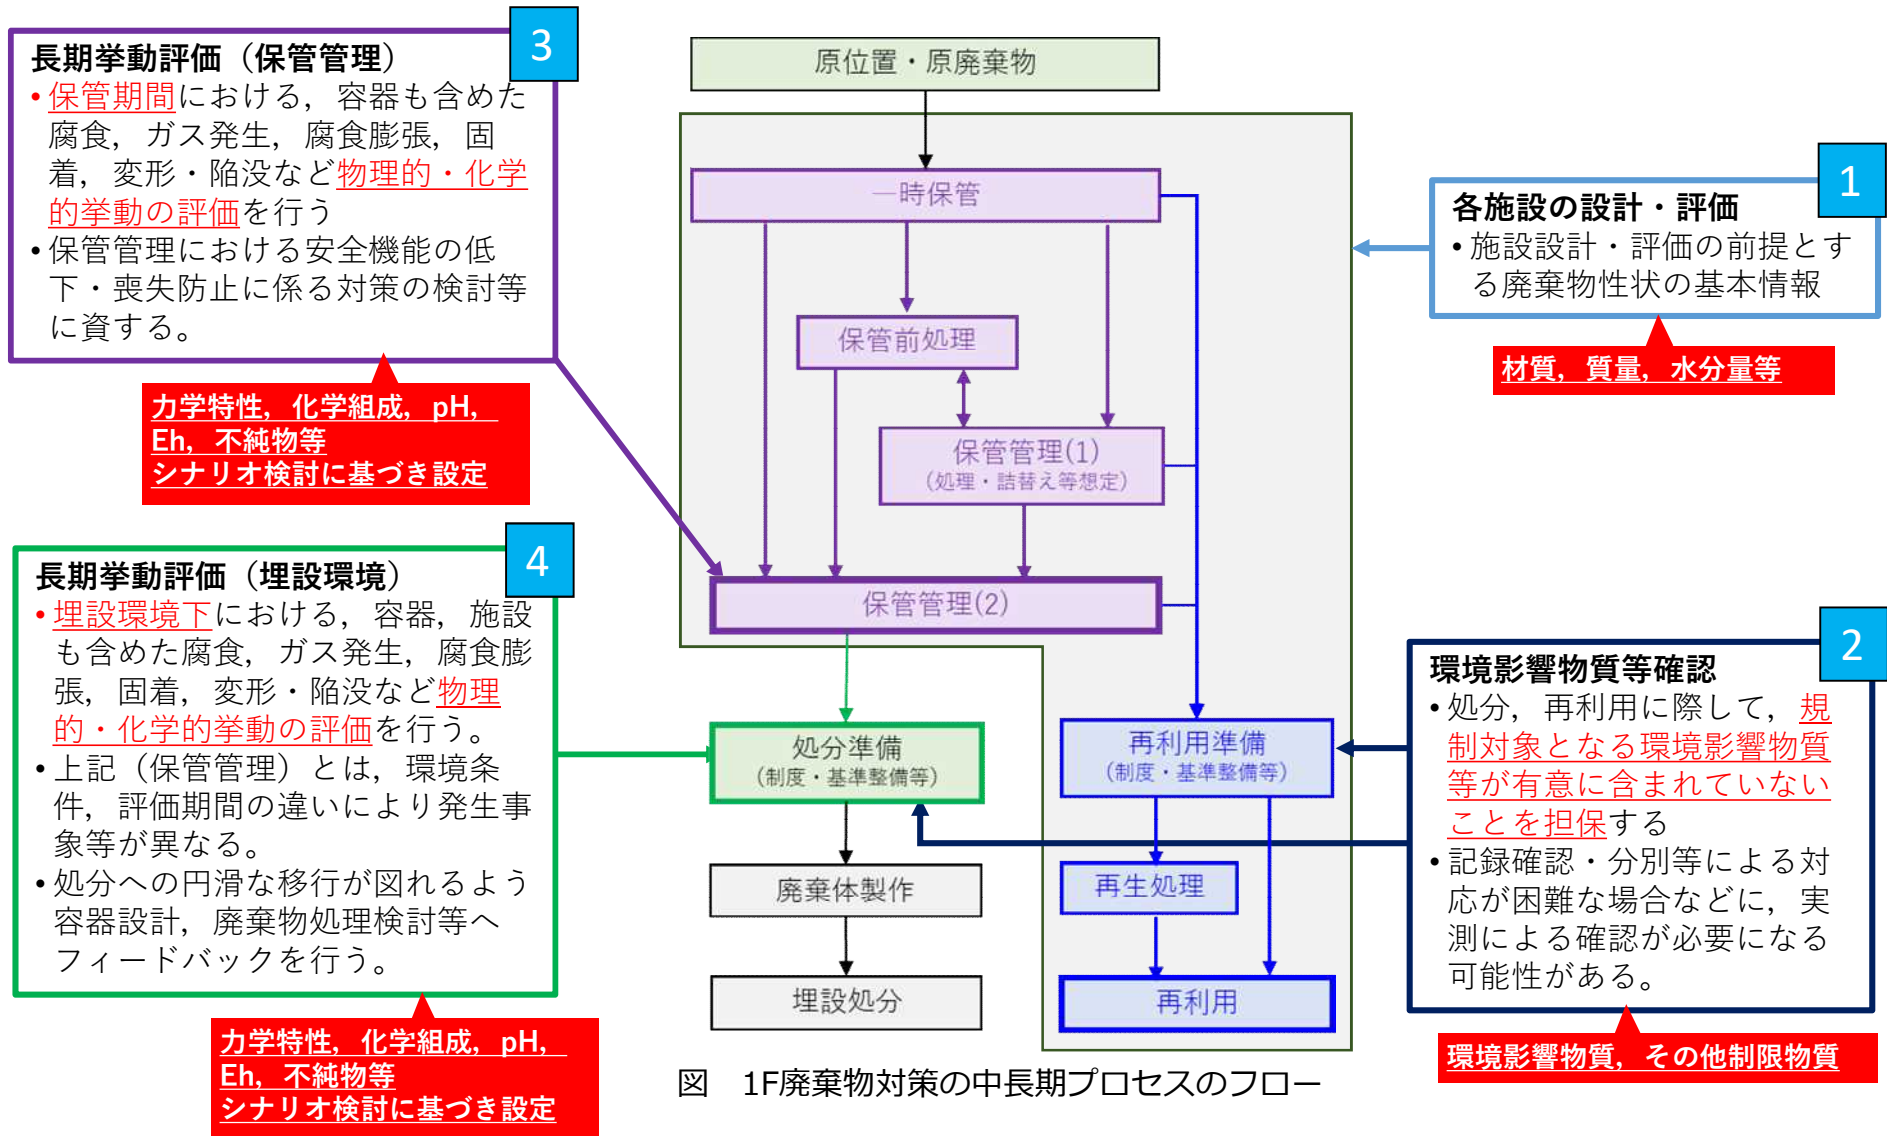 3
長期挙動評価（保管管理）
•保管期間における，容器も含めた
腐食，ガス発生，腐食膨張，固
着，変形・陥没など物理的・化学
的挙動の評価を行う
•保管管理における安全機能の低
下・喪失防止に係る対策の検討等
に資する。
力学特性，化学組成，pH，
Eh，不純物等
シナリオ検討に基づき設定
4
長期挙動評価（埋設環境）
•埋設環境下における，容器，施設
も含めた腐食，ガス発生，腐食膨
張，固着，変形・陥没など物理
的・化学的挙動の評価を行う。
•上記（保管管理）とは，環境条
件，評価期間の違いにより発生事
象等が異なる。
•処分への円滑な移行が図れるよう
容器設計，廃棄物処理検討等へ
フィードバックを行う。
力学特性，化学組成，pH，
Eh，不純物等
シナリオ検討に基づき設定
原位置・原廃棄物
一時保管
保管前処理
保管管理(1)
（処理・詰替え等想定）
保管管理(2)
処分準備
（制度・基準整備等）
再利用準備
（制度・基準整備等）
廃棄体製作
再生処理
埋設処分
再利用
図　1F廃棄物対策の中長期プロセスのフロー
1
各施設の設計・評価
•施設設計・評価の前提とす
る廃棄物性状の基本情報
材質，質量，水分量等
2
環境影響物質等確認
•処分，再利用に際して，規
制対象となる環境影響物質
等が有意に含まれていない
ことを担保する
•記録確認・分別等による対
応が困難な場合などに，実
測による確認が必要になる
可能性がある。
環境影響物質，その他制限物質